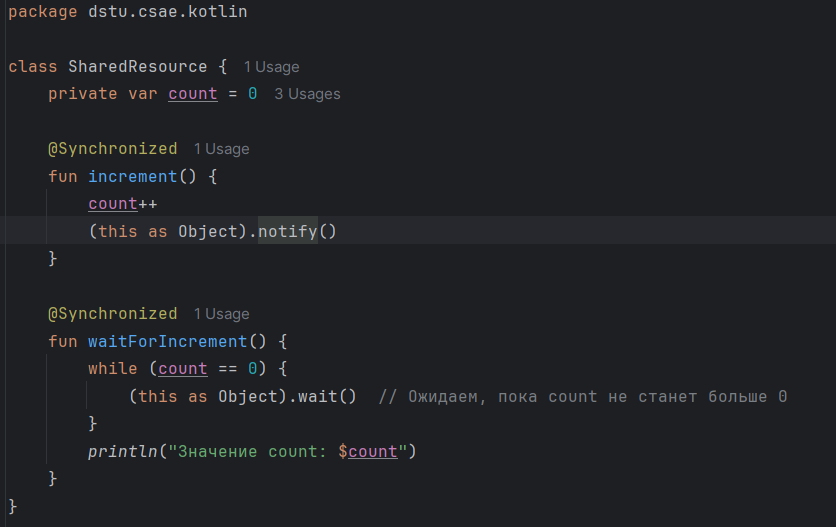 package dstu.csae.kotlin
class SharedResource { 1 Usage
private var count = 0 3 Usages
@Synchronized 1 Usage
fun increment() {
count++
(this as Object).notify()
}
@Synchronized 1 Usage
fun waitForIncrement() {
while (count == 0) {
(this as Object).wait() // Ожидаем, пока count не станет больше 0
}
println("Значение count: $count")
}
}